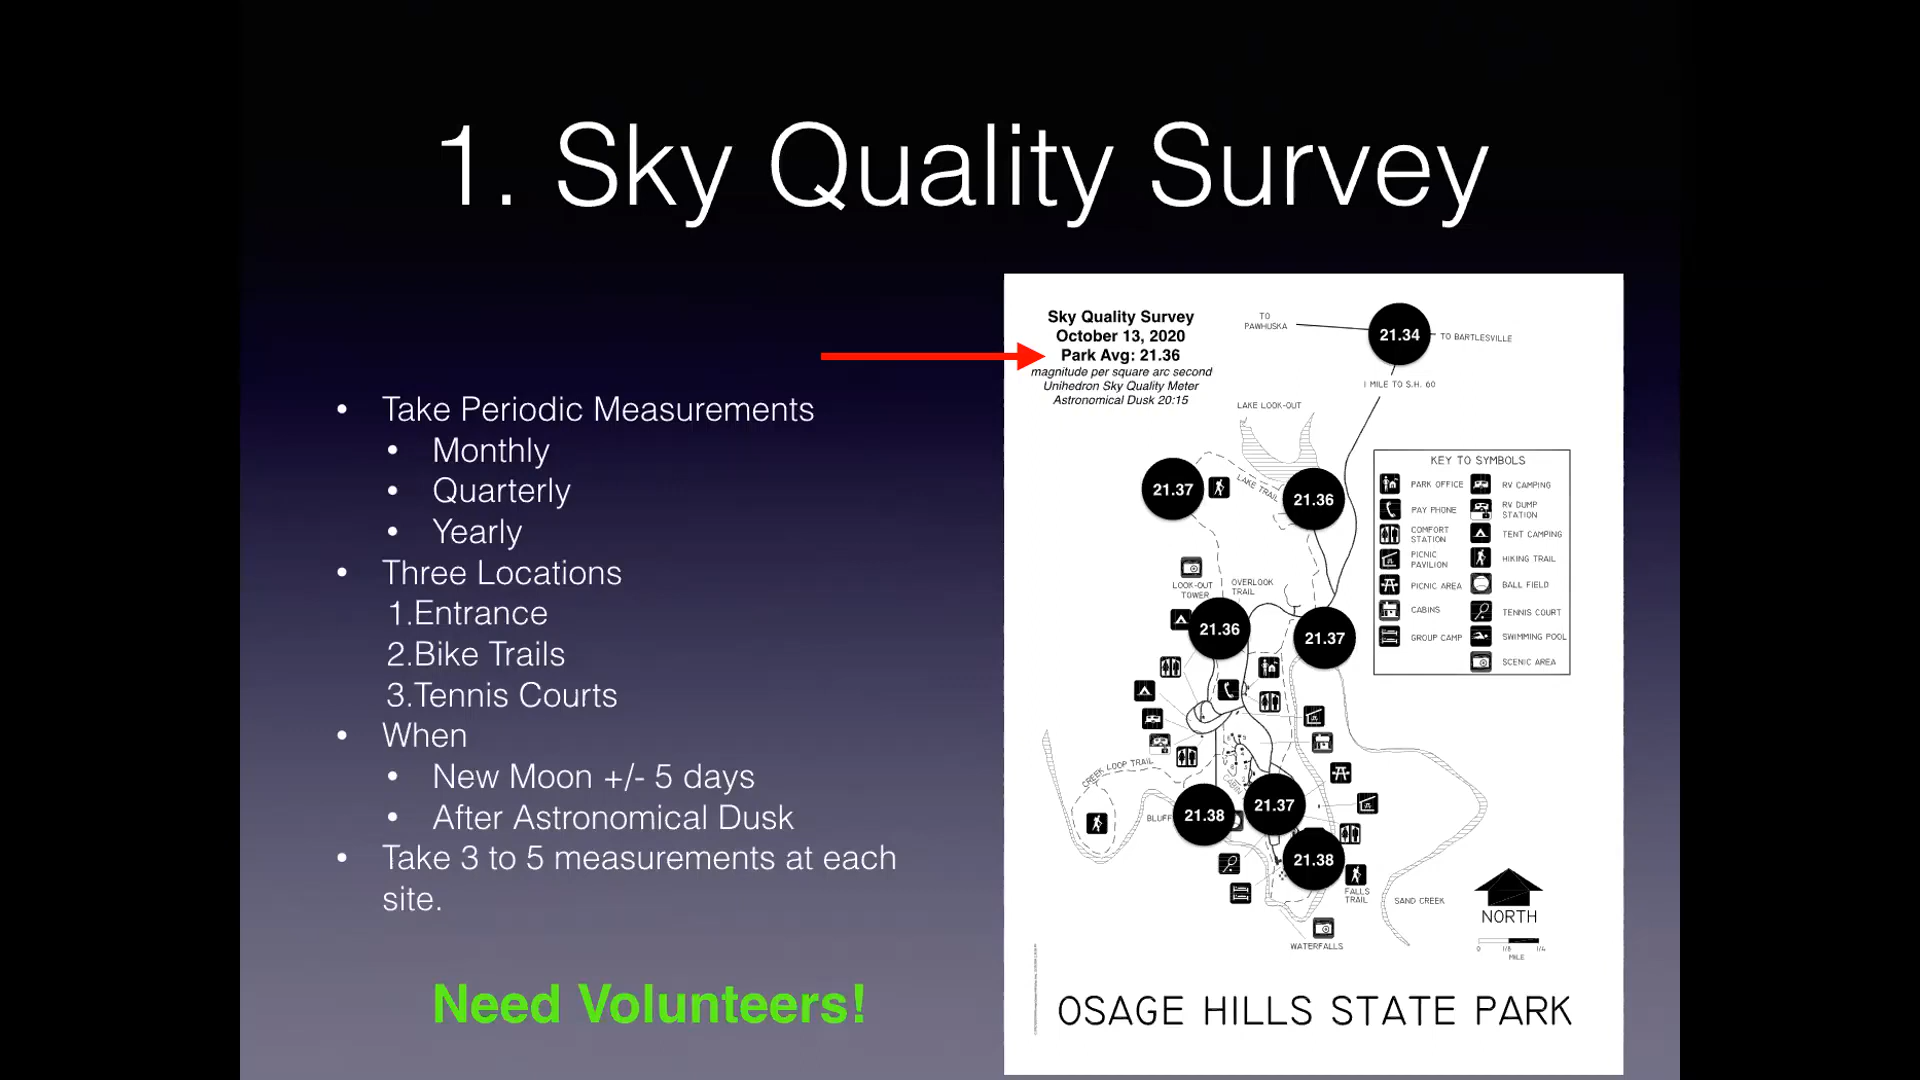 1. Sky Quality Survey
• Take Periodic Measurements
• Monthly
• Quarterly
• Yearly
• Three Locations
1.Entrance
2.Bike Trails
3.Tennis Courts
• When
• New Moon +/- 5 days
• After Astronomical Dusk
• Take 3 to 5 measurements at each
site.
Need Volunteers!
Sky Quality Survey
October 13, 2020
Park Avg: 21.36
magnitude per square arc second
Unihedron Sky Quality Meter
Astronomical Dusk 20:15
TO
PAWHUSKA
21.34
TO BARTLESVILLE
1 MILE TO S.H. 60
LAKE LOOK-OUT
21.37
LAKE TRAIL
21.36
KEY TO SYMBOLS
PARK OFFICE
PAY PHONE
COMFORT
STATION
PICNIC
PAVILION
PICNIC AREA
CABINS
GROUP CAMP
RV CAMPING
RV DUMP
STATION
TENT CAMPING
HIKING TRAIL
BALL FIELD
TENNIS COURT
SWIMMING POOL
SCENIC AREA
LOOK-OUT
TOWER
OVERLOOK
TRAIL
21.36
21.37
CREEK LOOP TRAIL
CABIN
BLUFF
21.38
21.37
21.38
FALLS
TRAIL
SAND CREEK
WATERFALLS
NORTH
0 1/8 1/4
MILE
OSAGE HILLS STATE PARK